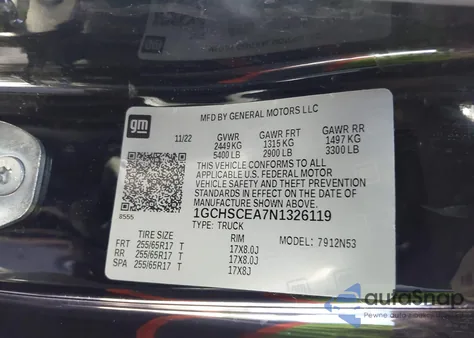 MFD BY GENERAL MOTORS LLC
gm
11/22 GVWR GAWR FRT GAWR RR
2449 KG 1315 KG 1497 KG
5400 LB 2900 LB 3300 LB
THIS VEHICLE CONFORMS TO ALL
APPLICABLE U.S. FEDERAL MOTOR
VEHICLE SAFETY AND THEFT PREVENTION
STANDARDS IN EFFECT ON THE DATE OF
MANUFACTURE SHOWN ABOVE.
8555 1GCHSCEA7N1326119
TYPE: TRUCK
TIRE SIZE RIM MODEL: 7912N53
FRT 255/65R17 T 17X8.0J
RR 255/65R17 T 17X8.0J
SPA 255/65R17 T 17X8J
autoSnap
Pewne auto